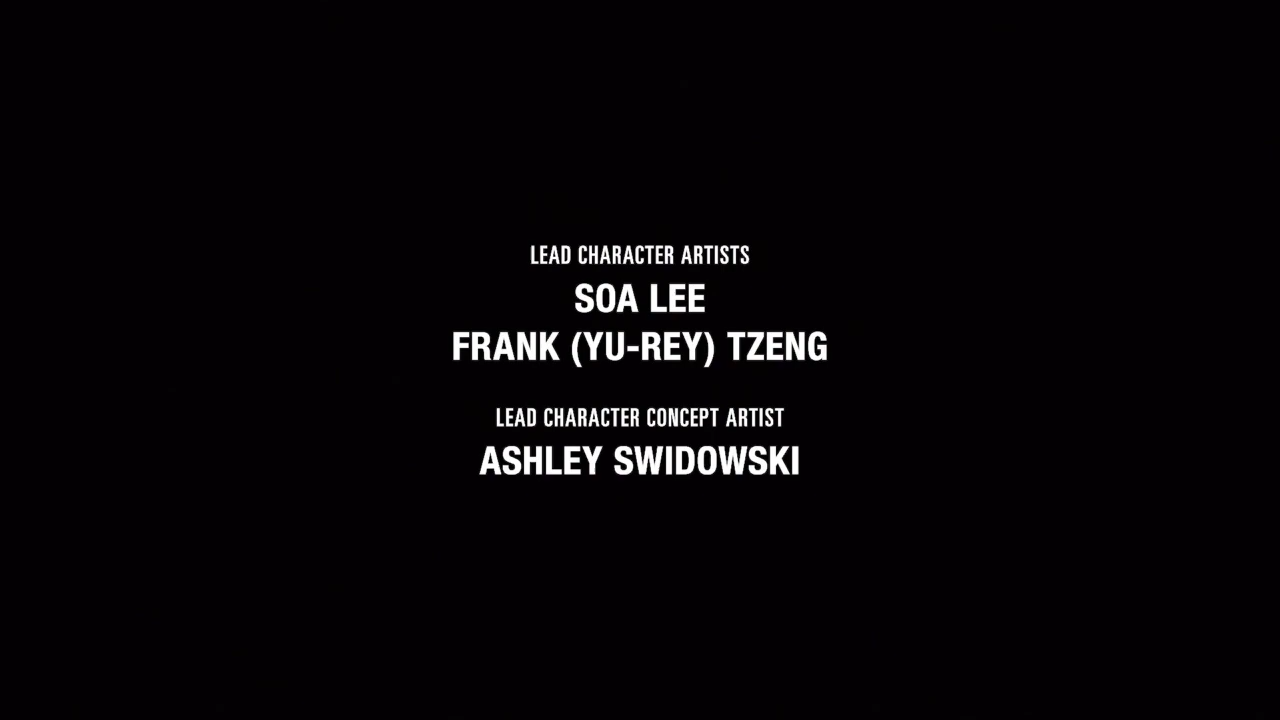 LEAD CHARACTER ARTISTS
SOA LEE
FRANK (YU-REY) TZENG
LEAD CHARACTER CONCEPT ARTIST
ASHLEY SWIDOWSKI